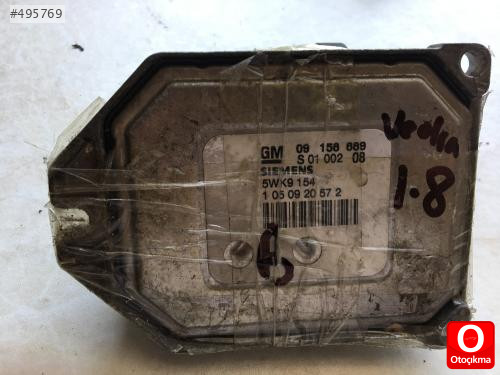 #495769
GM 09 158 689
S 01 002 08
SIEMENS
5WK9 154
1 05 09 20 57 2
Vectra
1.8
O
Otoçıkma